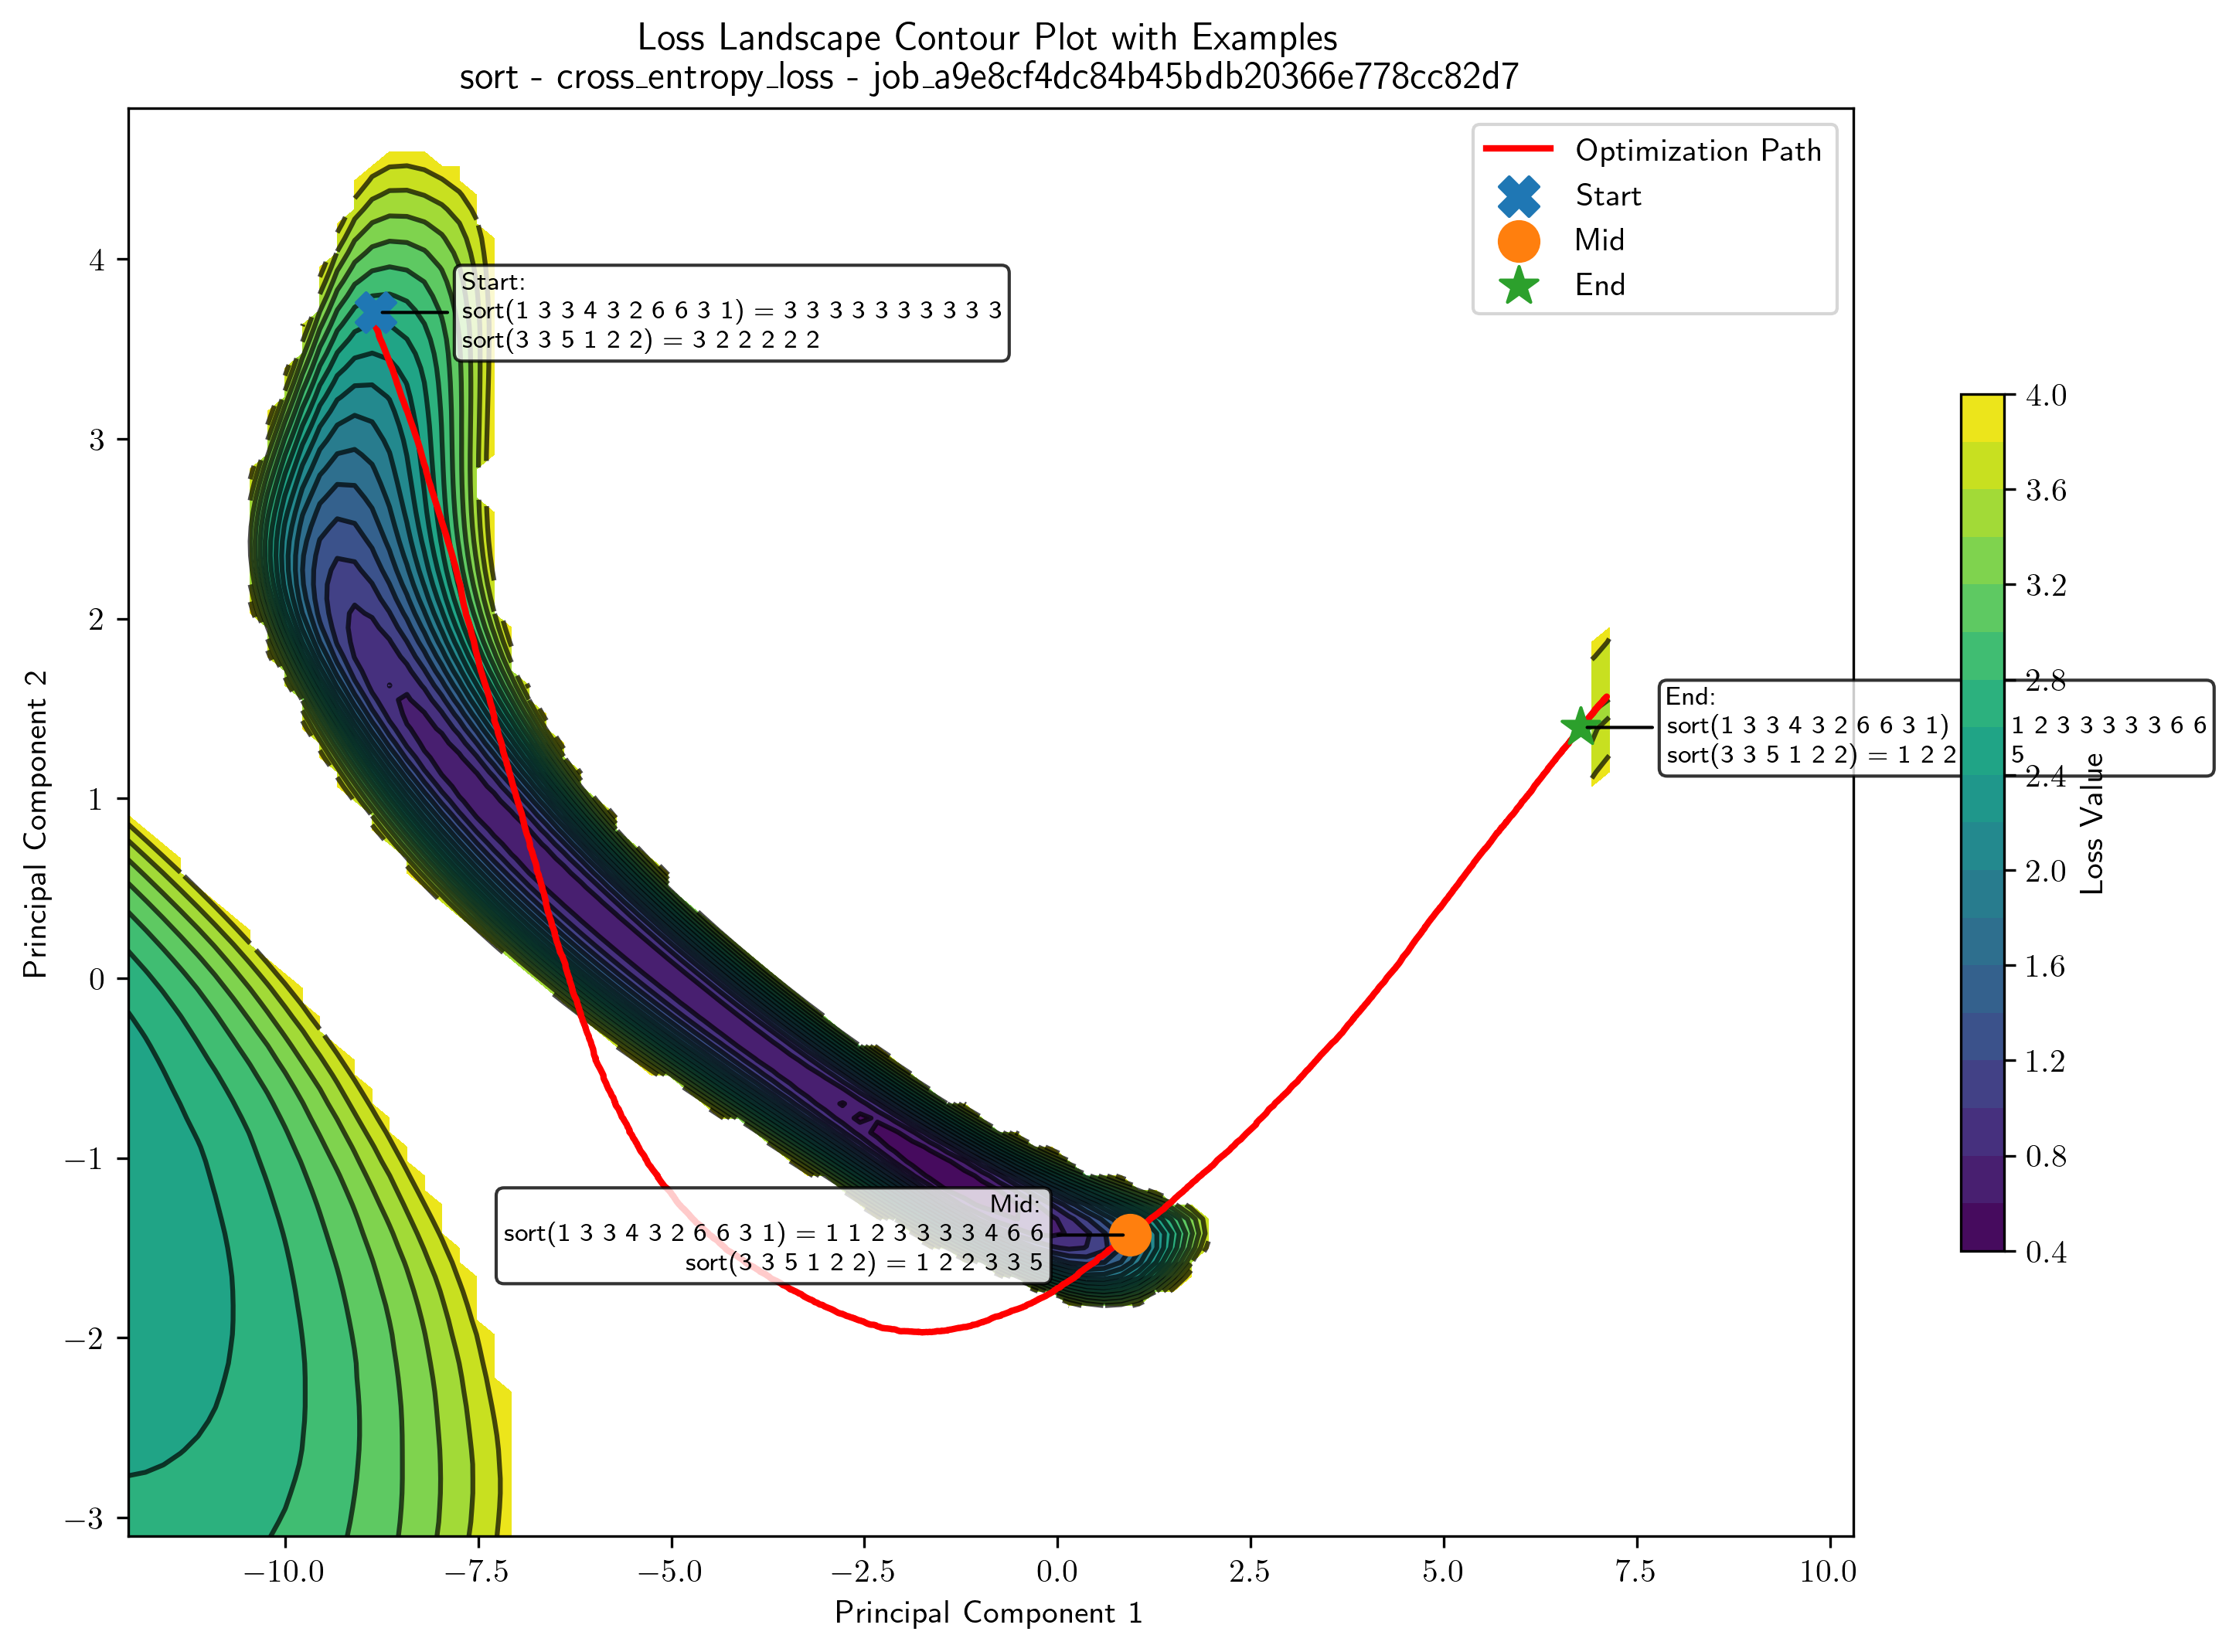 Loss Landscape Contour Plot with Examples
sort - cross_entropy_loss - job_a9e8cf4dc84b45bdb20366e778cc82d7
Optimization Path
Start
Mid
End
Start:
sort(1 3 3 4 3 2 6 6 3 1) = 3 3 3 3 3 3 3 3 3 3
sort(3 3 5 1 2 2) = 3 2 2 2 2 2
End:
sort(1 3 3 4 3 2 6 6 3 1) 1 2 3 3 3 3 3 6 6
sort(3 3 5 1 2 2) = 1 2 2 5
Mid:
sort(1 3 3 4 3 2 6 6 3 1) = 1 1 2 3 3 3 3 4 6 6
sort(3 3 5 1 2 2) = 1 2 2 3 3 5
4
3
2
1
0
−1
−2
−3
Principal Component 2
−10.0 −7.5 −5.0 −2.5 0.0 2.5 5.0 7.5 10.0
Principal Component 1
4.0
3.6
3.2
2.8
2.4
2.0
1.6
1.2
0.8
0.4
Loss Value